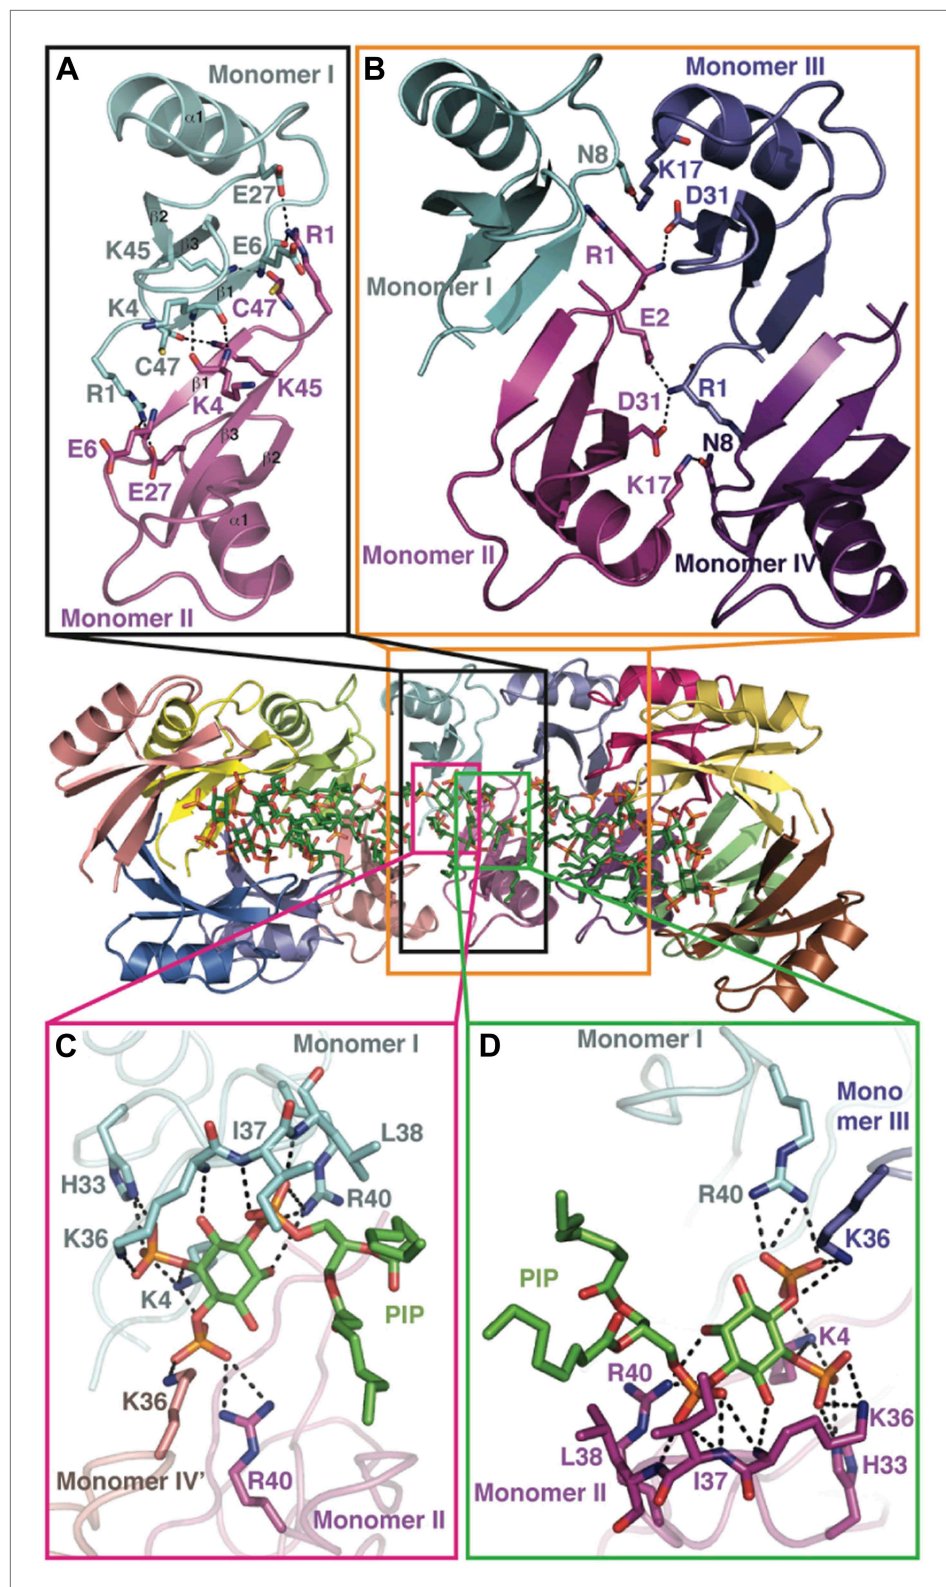 A
Monomer I
α1
E27
β2
β3
E6
R1
K45
β1
K4
C47
C47
β1
K4
K45
R1
β3
E6
β2
E27
α1
Monomer II
B
Monomer III
N8
K17
D31
R1
Monomer I
E2
R1
D31
N8
K17
Monomer II
Monomer IV
C
Monomer I
I37
L38
H33
R40
K36
K4
PIP
K36
Monomer IV'
R40
Monomer II
D
Monomer I
Mono
mer III
R40
K36
PIP
K4
R40
K36
L38
I37
H33
Monomer II